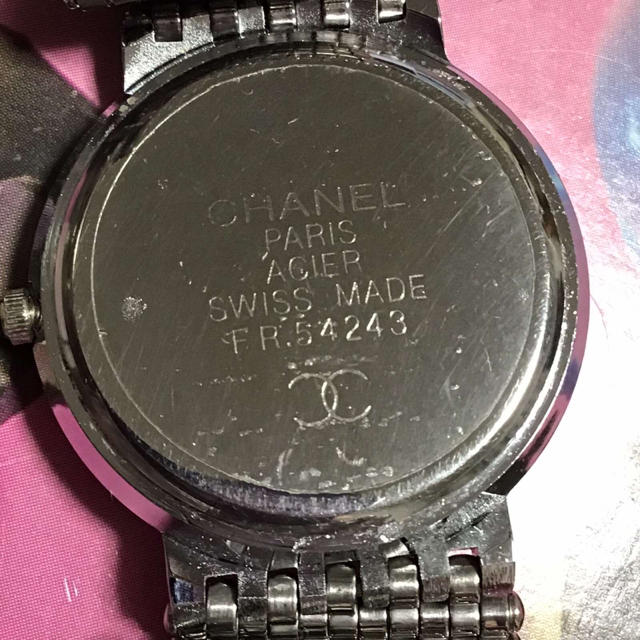 CHANEL
PARIS
ACIER
SWISS MADE
FR.54243